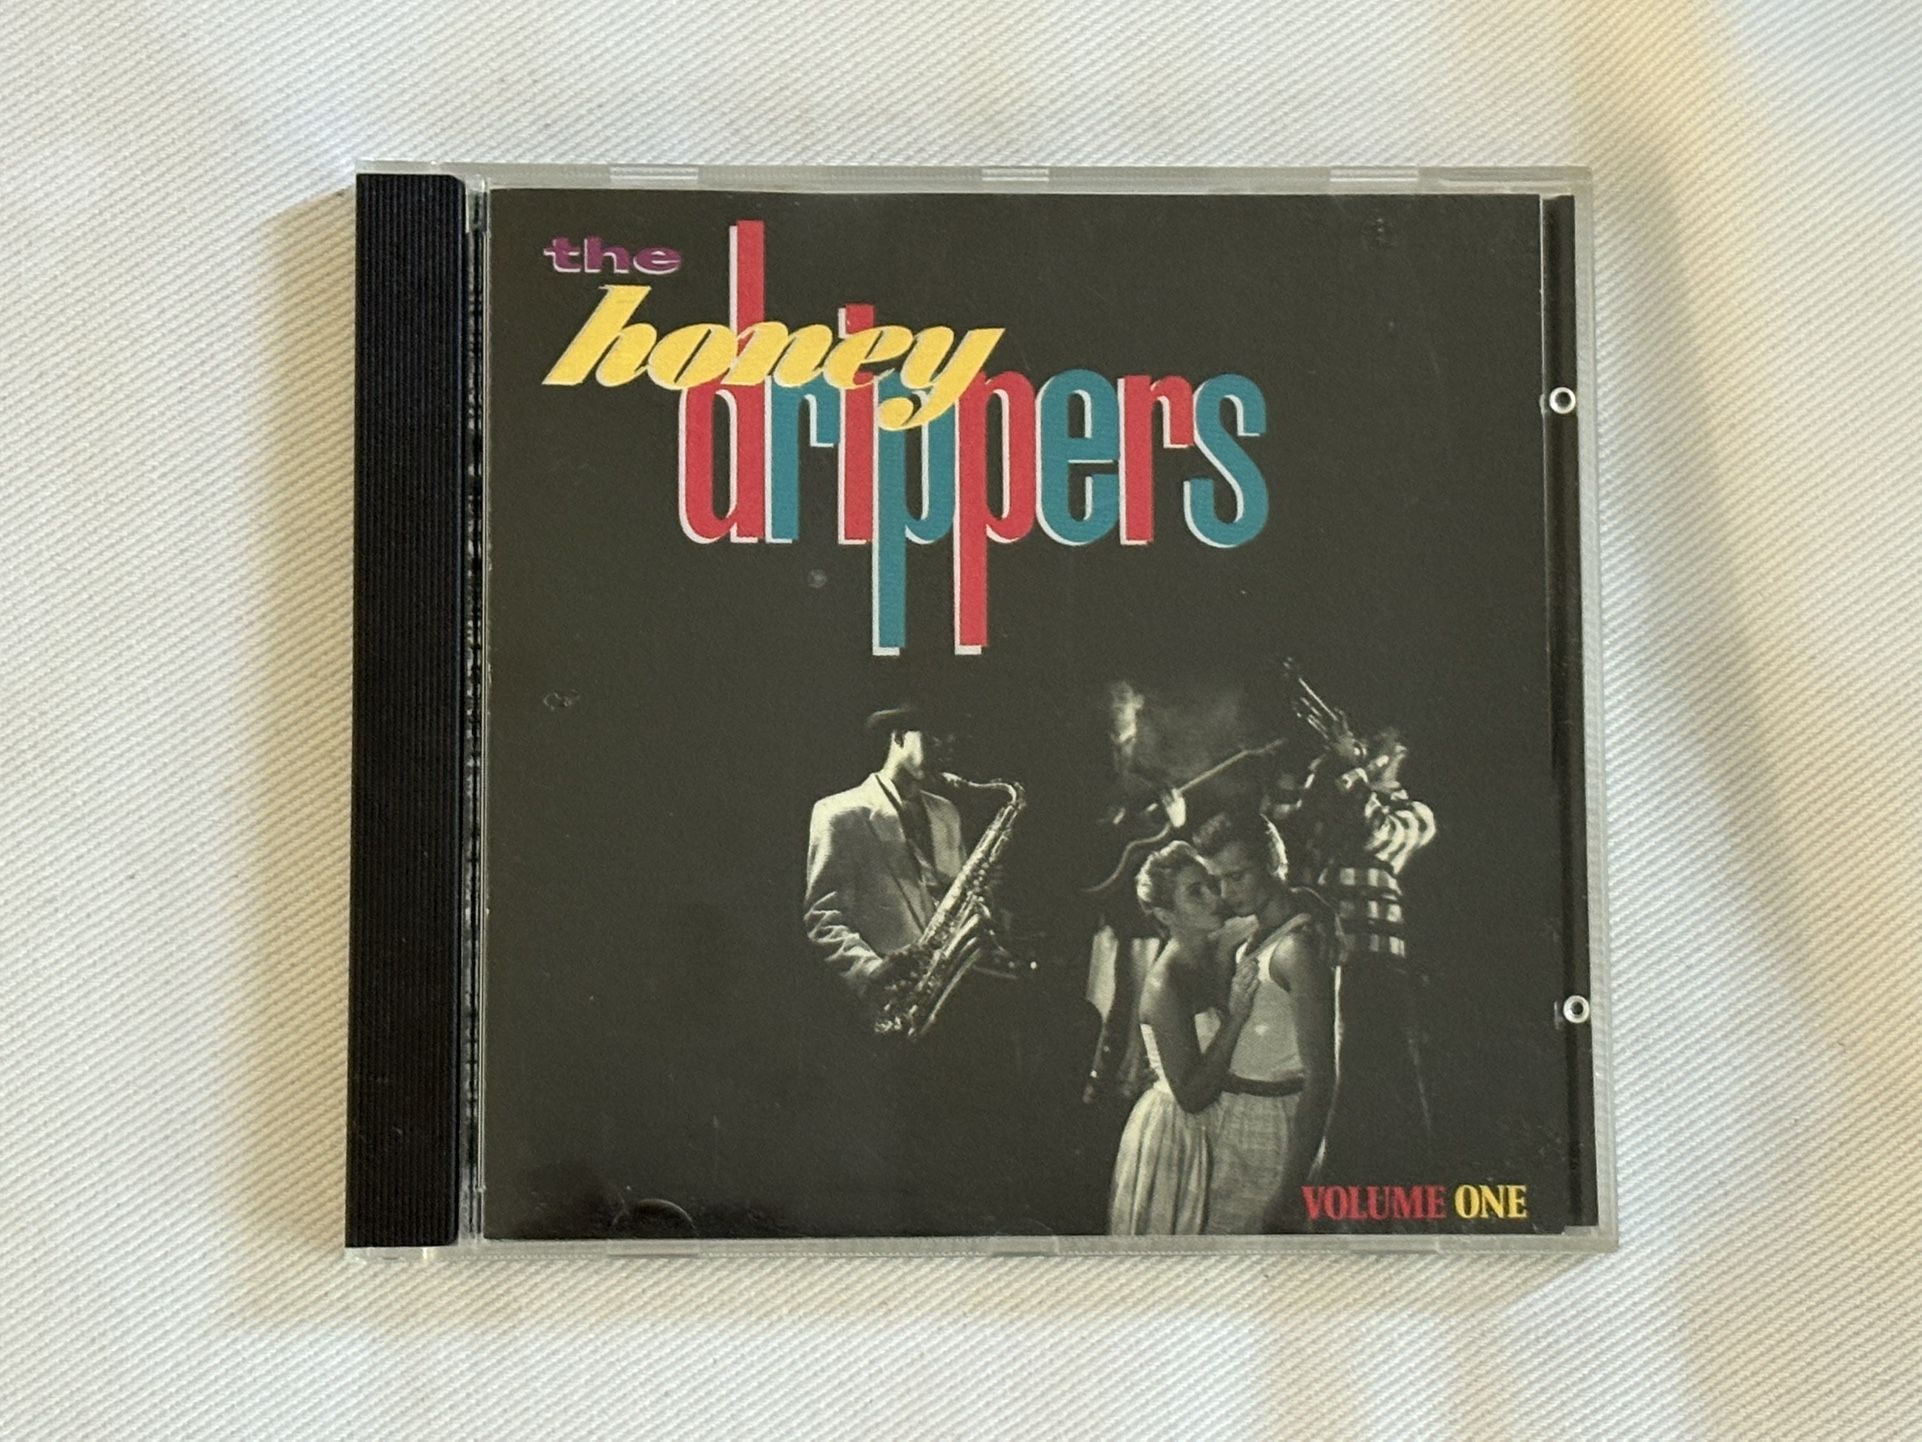 the
honey
drippers
VOLUME ONE